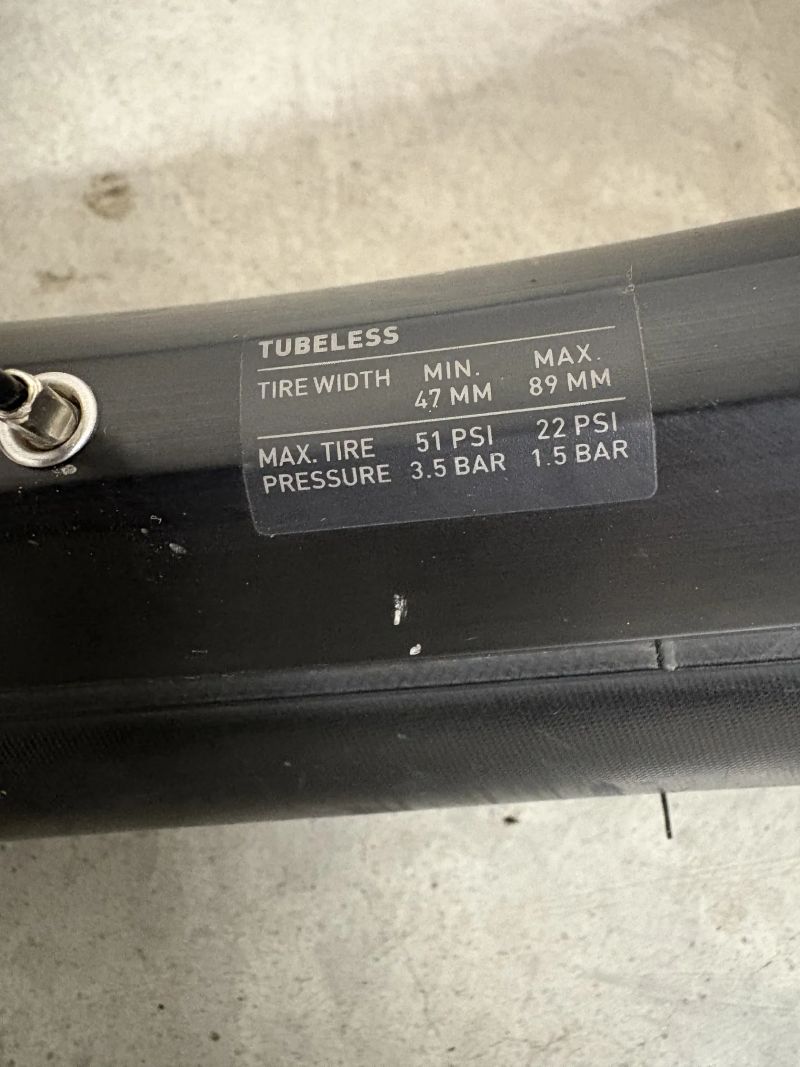 TUBELESS
TIRE WIDTH MIN. 47 MM MAX. 89 MM
MAX. TIRE PRESSURE 51 PSI 3.5 BAR 22 PSI 1.5 BAR